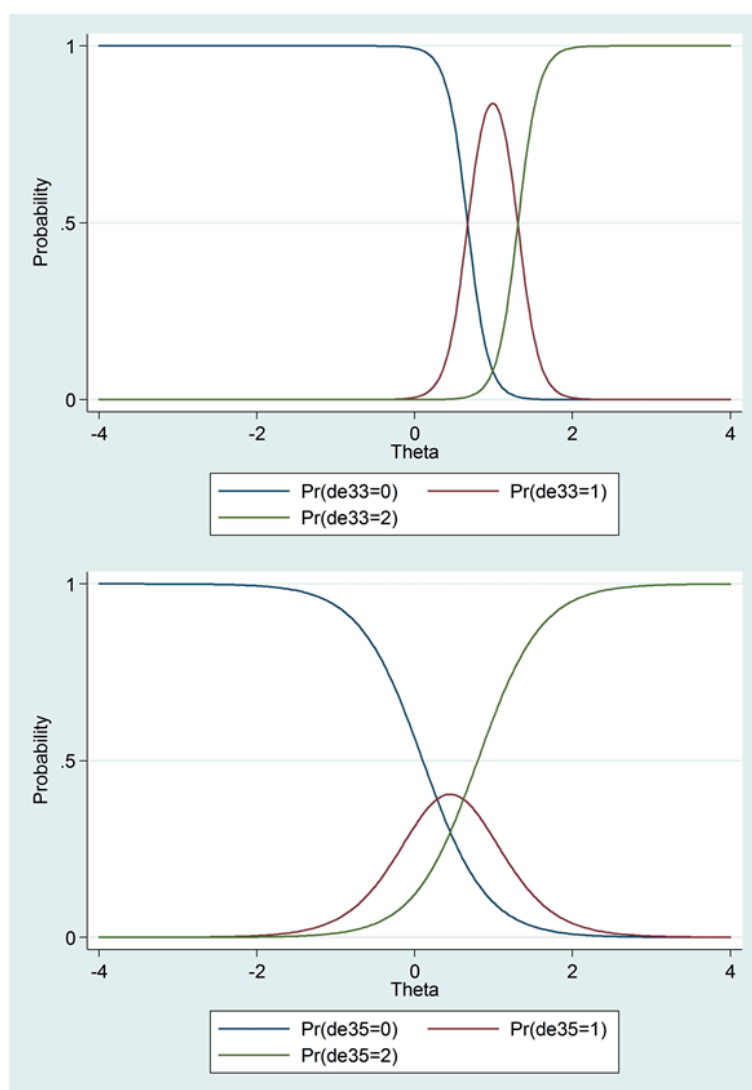 1
.5
0
Probability
-4 -2 0 2 4
Theta
Pr(de33=0) Pr(de33=1)
Pr(de33=2)
1
.5
0
Probability
-4 -2 0 2 4
Theta
Pr(de35=0) Pr(de35=1)
Pr(de35=2)